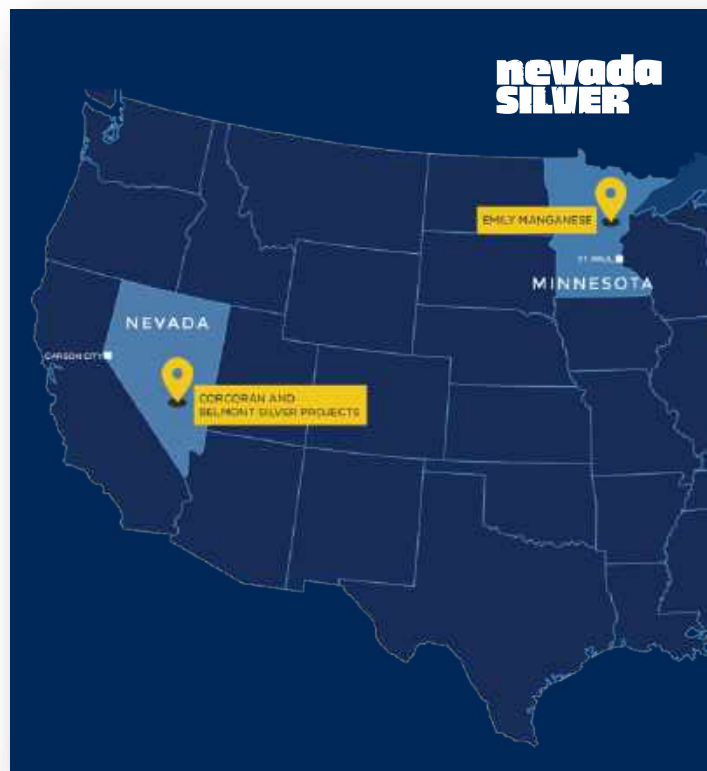 nevada
SILVER
EMILY MANGANESE
ST. PAUL
MINNESOTA
NEVADA
CARSON CITY
CORCORAN AND
BELMONT SILVER PROJECTS